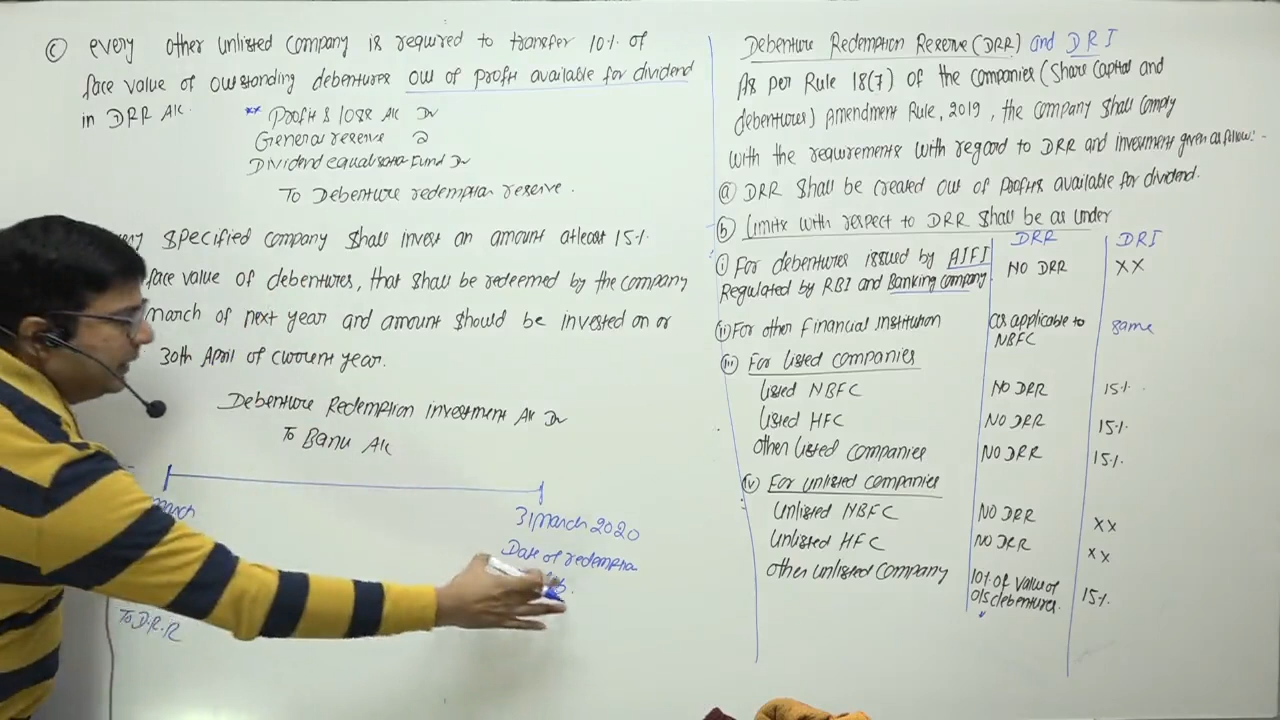 © every other unlisted company is required to transfer 10% of
face value of outstanding debentures out of profit available for dividend
in DRR A/c.
** Profit & loss A/c Dr
General reserve
Dividend equalisation Fund Dr
To Debenture redemption reserve.
specified company shall invest an amount atleast 15%
face value of debentures, that shall be redeemed by the company
march of next year and amount should be invested on or
30th April of current year.
Debenture Redemption investment A/c Dr
To Bank A/c
march
31 march 2020
Date of redemption
To D.R.R
Debenture Redemption Reserve (DRR) and DRI
As per Rule 18(7) of the companies (Share Capital and
debentures) amendment Rule, 2019, the company shall comply
with the requirements with regard to DRR and investment given as follow:-
(a) DRR shall be created out of profits available for dividend.
(b) Limits with respect to DRR shall be as under
DRR DRI
(i) For debentures issued by AIFI NO DRR XX
Regulated by RBI and Banking company
(ii) For other Financial institution as applicable to NBFC same
(iii) For listed companies
listed NBFC NO DRR 15%
listed HFC NO DRR 15%
other listed companies NO DRR 15%
(iv) For unlisted companies
Unlisted NBFC NO DRR XX
Unlisted HFC NO DRR XX
other unlisted company 10% of value of o/s debentures. 15%